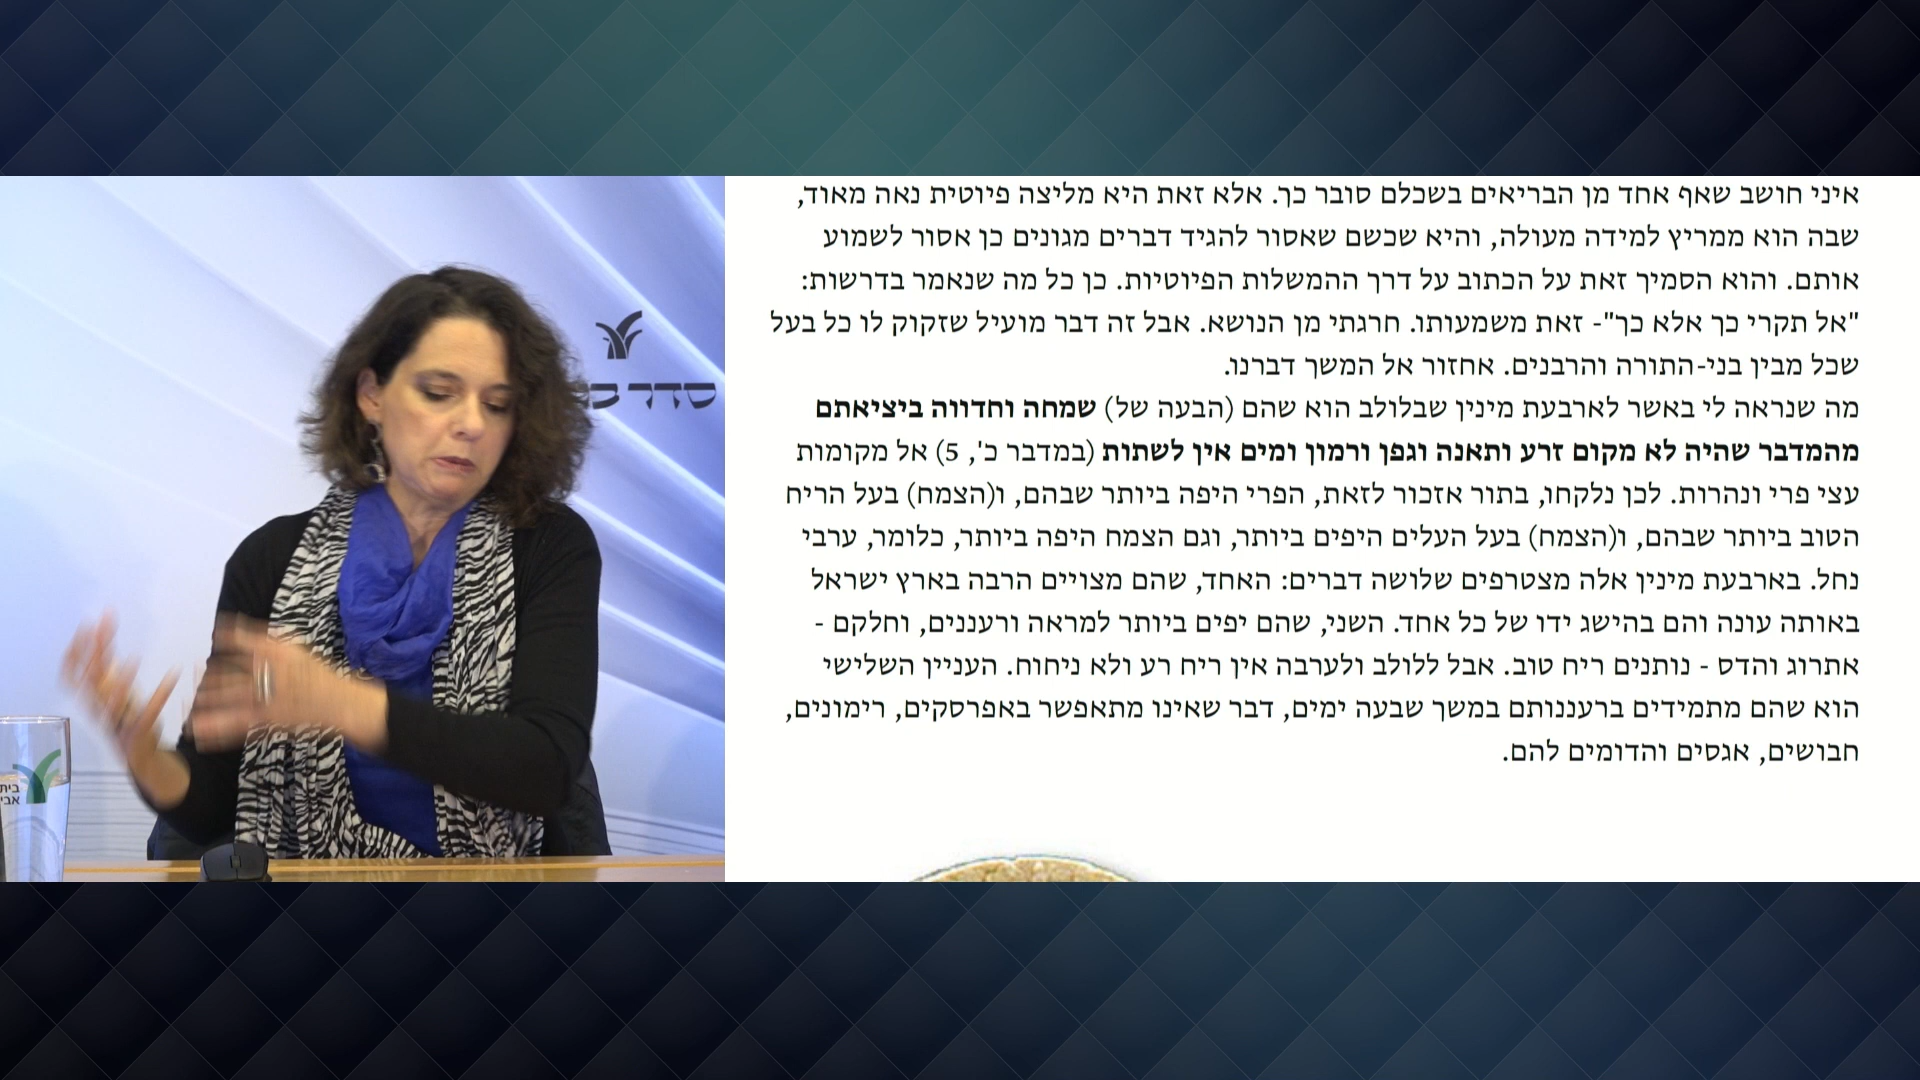 איני חושב שאף אחד מן הבריאים בשכלם סובר כך. אלא זאת היא מליצה פיוטית נאה מאוד,
שבה הוא ממריץ למידה מעולה, והיא שכשם שאסור להגיד דברים מגונים כן אסור לשמוע
אותם. והוא הסמיך זאת על הכתוב על דרך ההמשלות הפיוטיות. כן כל מה שנאמר בדרשות:
"אל תקרי כך אלא כך"- זאת משמעותו. חרגתי מן הנושא. אבל זה דבר מועיל שזקוק לו כל בעל
שכל מבין בני-התורה והרבנים. אחזור אל המשך דברנו.
מה שנראה לי באשר לארבעת מינין שבלולב הוא שהם (הבעה של) שמחה וחדווה ביציאתם
מהמדבר שהיה לא מקום זרע ותאנה וגפן ורמון ומים אין לשתות (במדבר כ', 5) אל מקומות
עצי פרי ונהרות. לכן נלקחו, בתור אזכור לזאת, הפרי היפה ביותר שבהם, ו(הצמח) בעל הריח
הטוב ביותר שבהם, ו(הצמח) בעל העלים היפים ביותר, וגם הצמח היפה ביותר, כלומר, ערבי
נחל. בארבעת מינין אלה מצטרפים שלושה דברים: האחד, שהם מצויים הרבה בארץ ישראל
באותה עונה והם בהישג ידו של כל אחד. השני, שהם יפים ביותר למראה ורעננים, וחלקם -
אתרוג והדס - נותנים ריח טוב. אבל ללולב ולערבה אין ריח רע ולא ניחוח. העניין השלישי
הוא שהם מתמידים ברעננותם במשך שבעה ימים, דבר שאינו מתאפשר באפרסקים, רימונים,
חבושים, אגסים והדומים להם.
סדר
בית
אבי